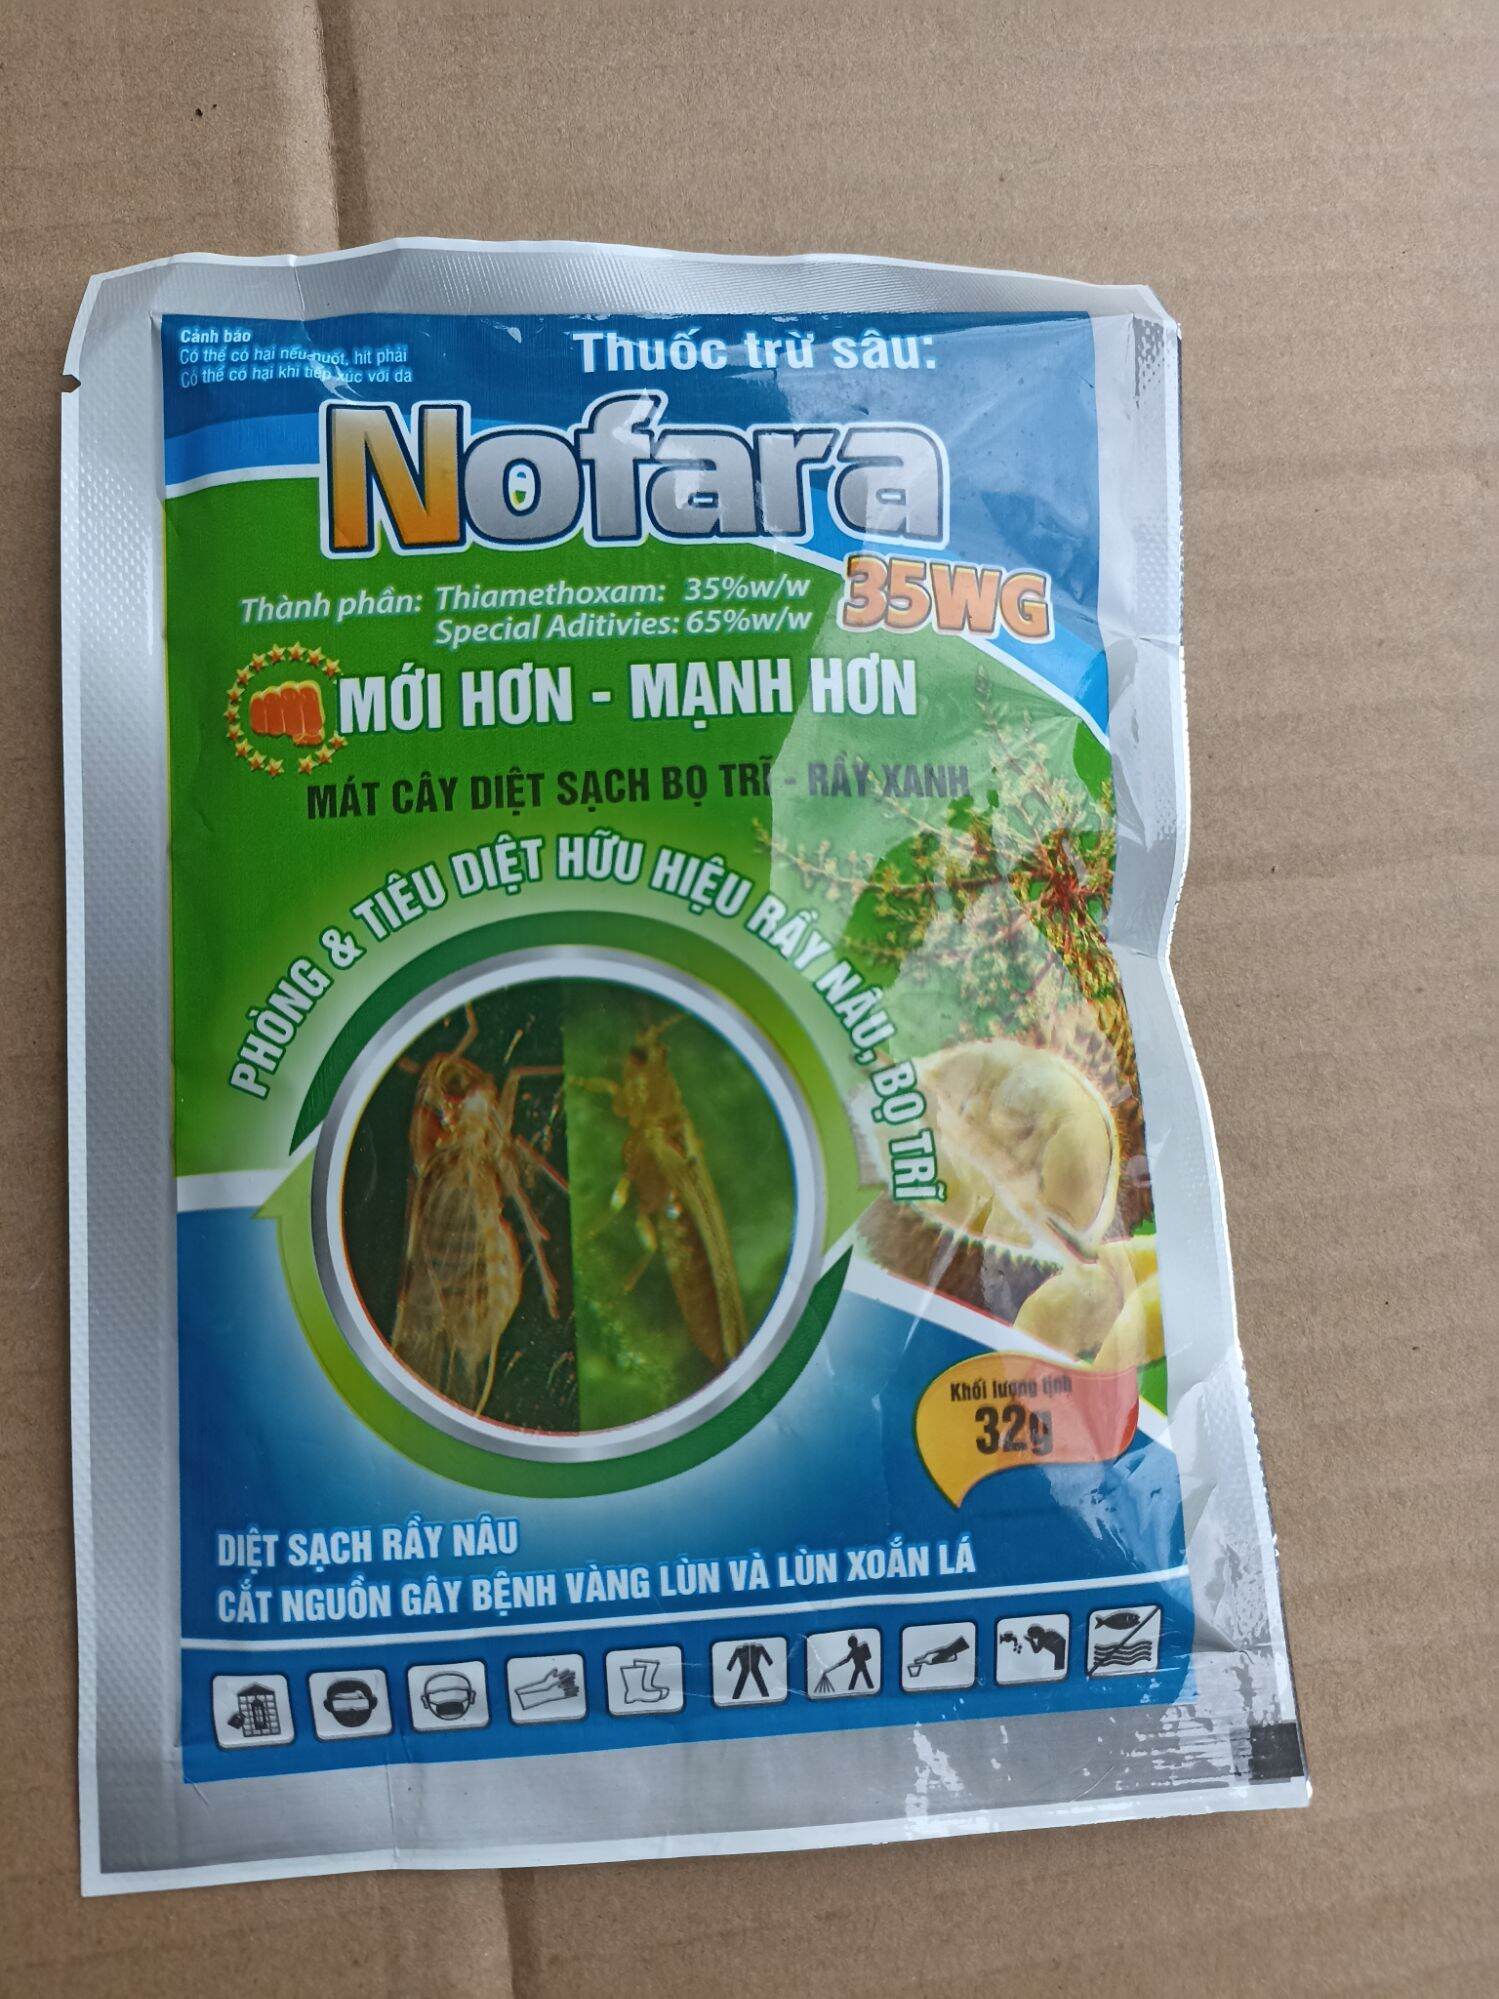 Cảnh báo
Có thể có hại nếu nuốt, hít phải
Có thể có hại khi tiếp xúc với da
Thuốc trừ sâu:
Nofara
35WG
Thành phần: Thiamethoxam: 35%w/w
Special Aditivies: 65%w/w
MỚI HƠN - MẠNH HƠN
MÁT CÂY DIỆT SẠCH BỌ TRĨ - RẦY XANH
PHÒNG & TIÊU DIỆT HỮU HIỆU RẦY NÂU, BỌ TRĨ
Khối lượng tịnh
32g
DIỆT SẠCH RẦY NÂU
CẮT NGUỒN GÂY BỆNH VÀNG LÙN VÀ LÙN XOẮN LÁ